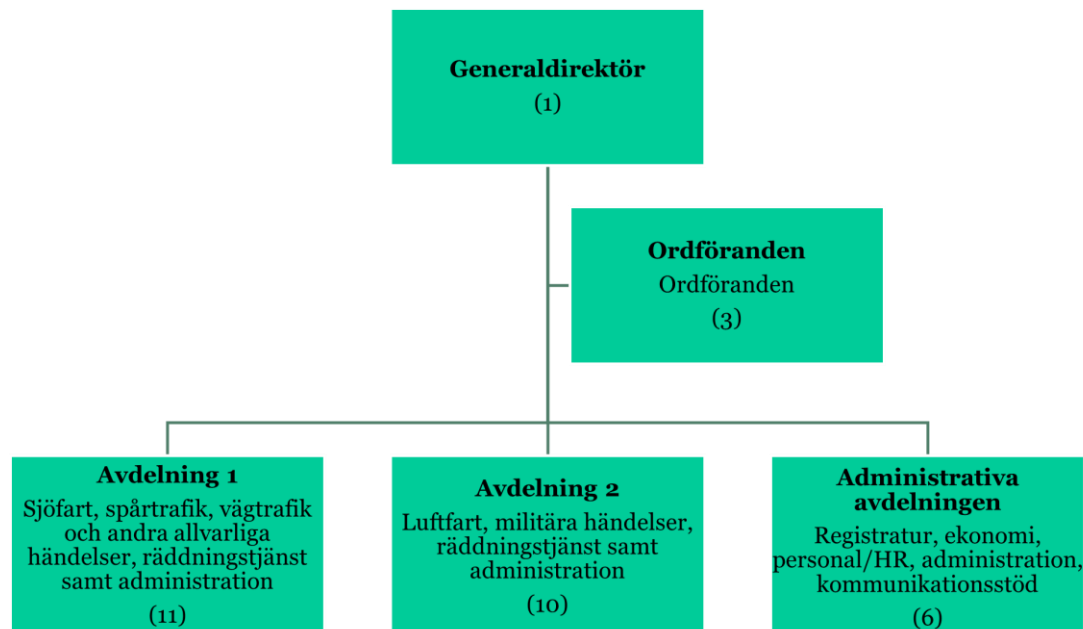 Generaldirektör
(1)
Ordföranden
Ordföranden
(3)
Avdelning 1
Sjöfart, spårtrafik, vägtrafik
och andra allvarliga
händelser, räddningstjänst
samt administration
(11)
Avdelning 2
Luftfart, militära händelser,
räddningstjänst samt
administration
(10)
Administrativa
avdelningen
Registratur, ekonomi,
personal/HR, administration,
kommunikationsstöd
(6)